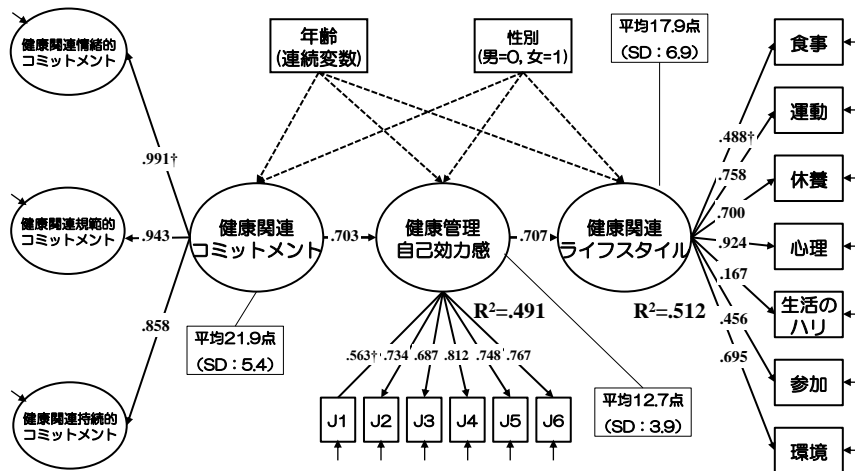 健康関連情緒的
コミットメント
年齢
(連続変数)
性別
(男=0, 女=1)
平均17.9点
(SD：6.9)
食事
運動
.991†
.488†
.758
休養
.700
健康関連規範的
コミットメント
.943
健康関連
コミットメント
.703
健康管理
自己効力感
.707
健康関連
ライフスタイル
.924
心理
.167
生活の
ハリ
.858
平均21.9点
(SD：5.4)
R²=.491
R²=.512
.456
.695
.563†
.734
.687
.812
.748
.767
参加
健康関連持続的
コミットメント
J1
J2
J3
J4
J5
J6
平均12.7点
(SD：3.9)
環境